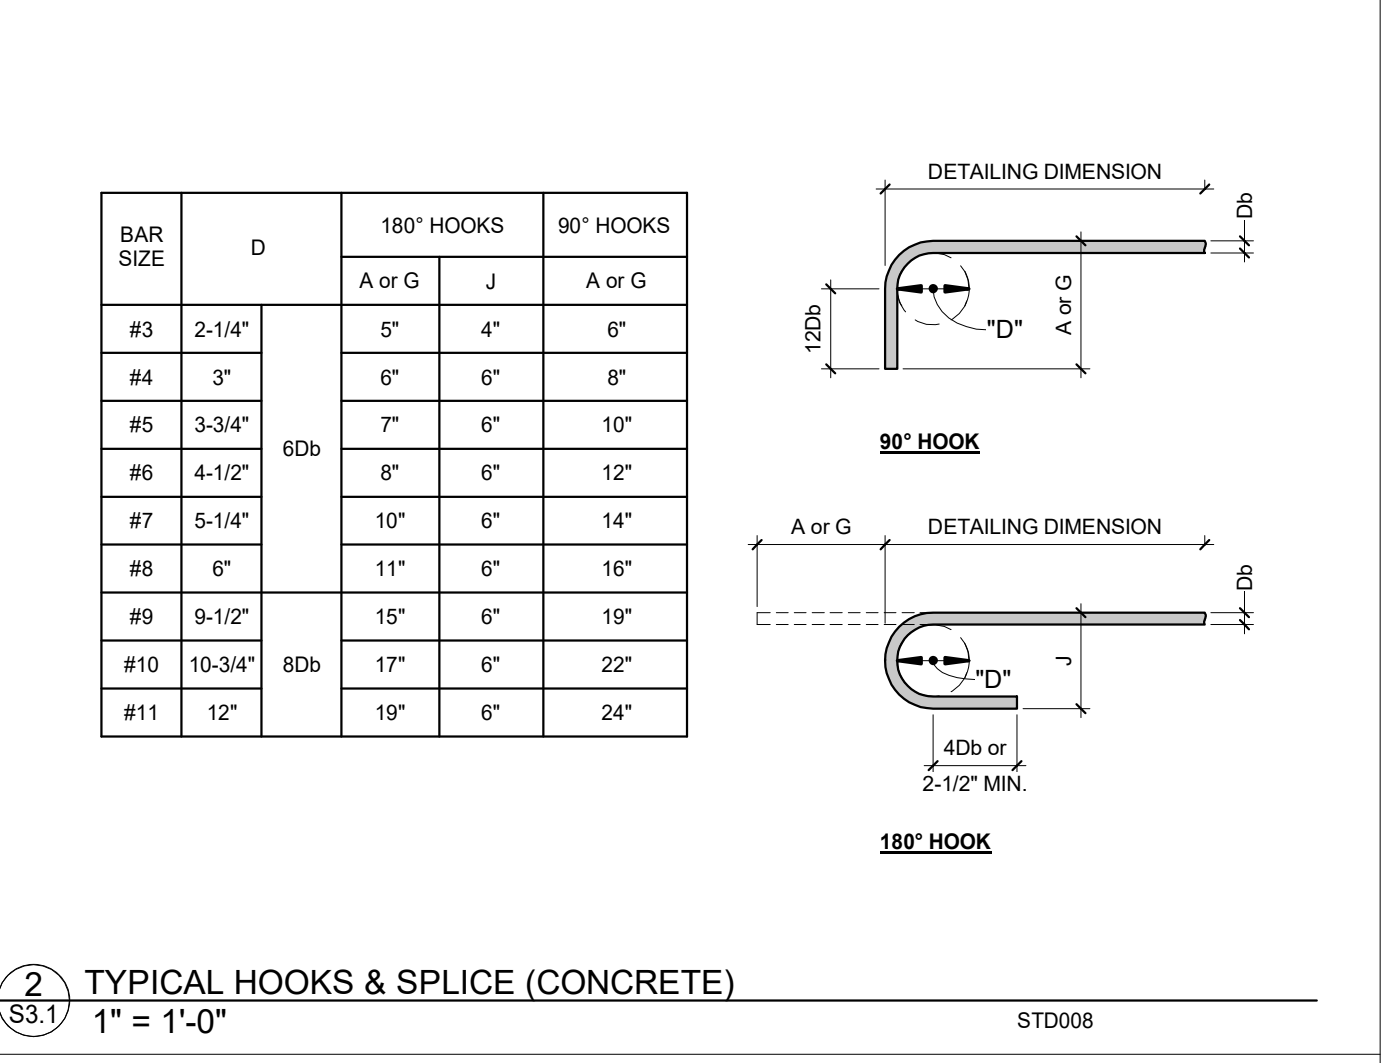 BAR SIZE D 180° HOOKS 90° HOOKS
A or G J A or G
#3 2-1/4" 6Db 5" 4" 6"
#4 3" 6" 6" 8"
#5 3-3/4" 7" 6" 10"
#6 4-1/2" 8" 6" 12"
#7 5-1/4" 10" 6" 14"
#8 6" 11" 6" 16"
#9 9-1/2" 8Db 15" 6" 19"
#10 10-3/4" 17" 6" 22"
#11 12" 19" 6" 24"
DETAILING DIMENSION
Db
12Db
"D"
A or G
90° HOOK
A or G
DETAILING DIMENSION
Db
"D"
J
4Db or
2-1/2" MIN.
180° HOOK
2
S3.1
TYPICAL HOOKS & SPLICE (CONCRETE)
1" = 1'-0"
STD008